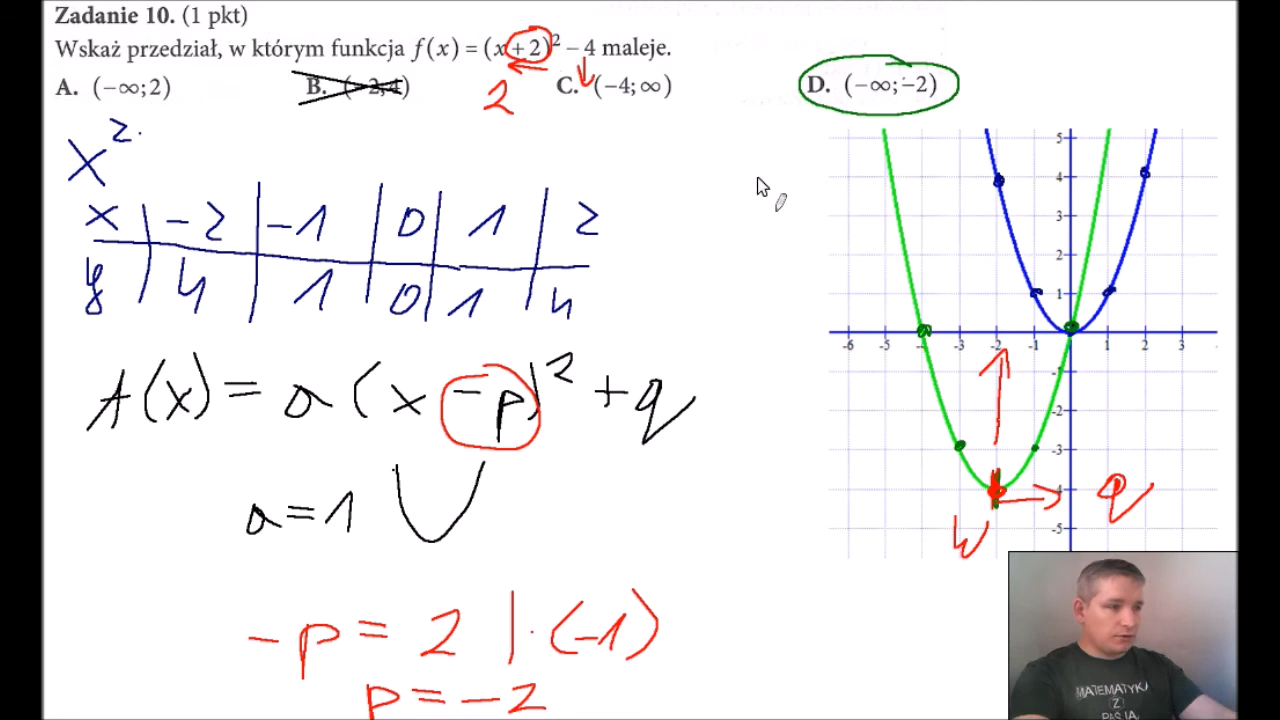 Zadanie 10. (1 pkt)
Wskaż przedział, w którym funkcja f(x) = (x + 2)² – 4 maleje.
A. (–∞; 2) B. (–2; 4) C. (–4; ∞) D. (–∞; –2)
2
x²
x | -2 | -1 | 0 | 1 | 2
y | 4 | 1 | 0 | 1 | 4
f(x) = a(x - p)² + q
a = 1
-p = 2 | · (-1)
p = -2
5
4
3
2
1
-6 -5 -3 -2 -1 1 2 3
-1
-2
-3
-4
-5
q
W
MATEMATYKA
Z
PASJĄ